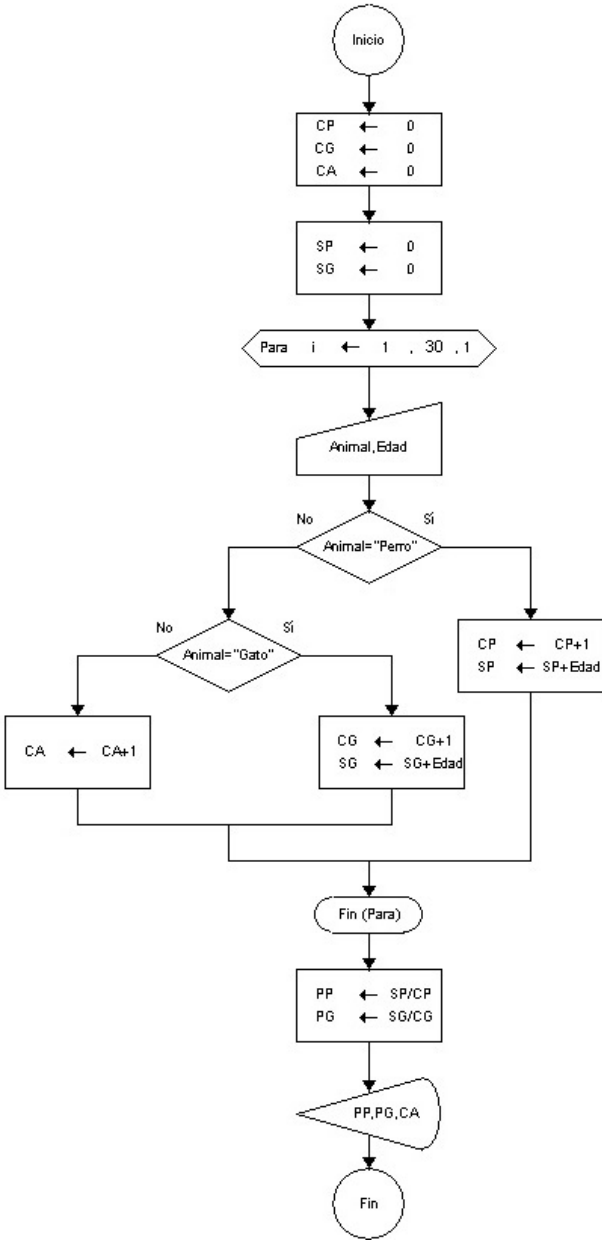 Inicio
CP ← 0
CG ← 0
CA ← 0
SP ← 0
SG ← 0
Para i ← 1 , 30 , 1
Animal,Edad
No
Sí
Animal="Perro"
No
Sí
Animal="Gato"
CP ← CP+1
SP ← SP+Edad
CA ← CA+1
CG ← CG+1
SG ← SG+Edad
Fin (Para)
PP ← SP/CP
PG ← SG/CG
PP,PG,CA
Fin